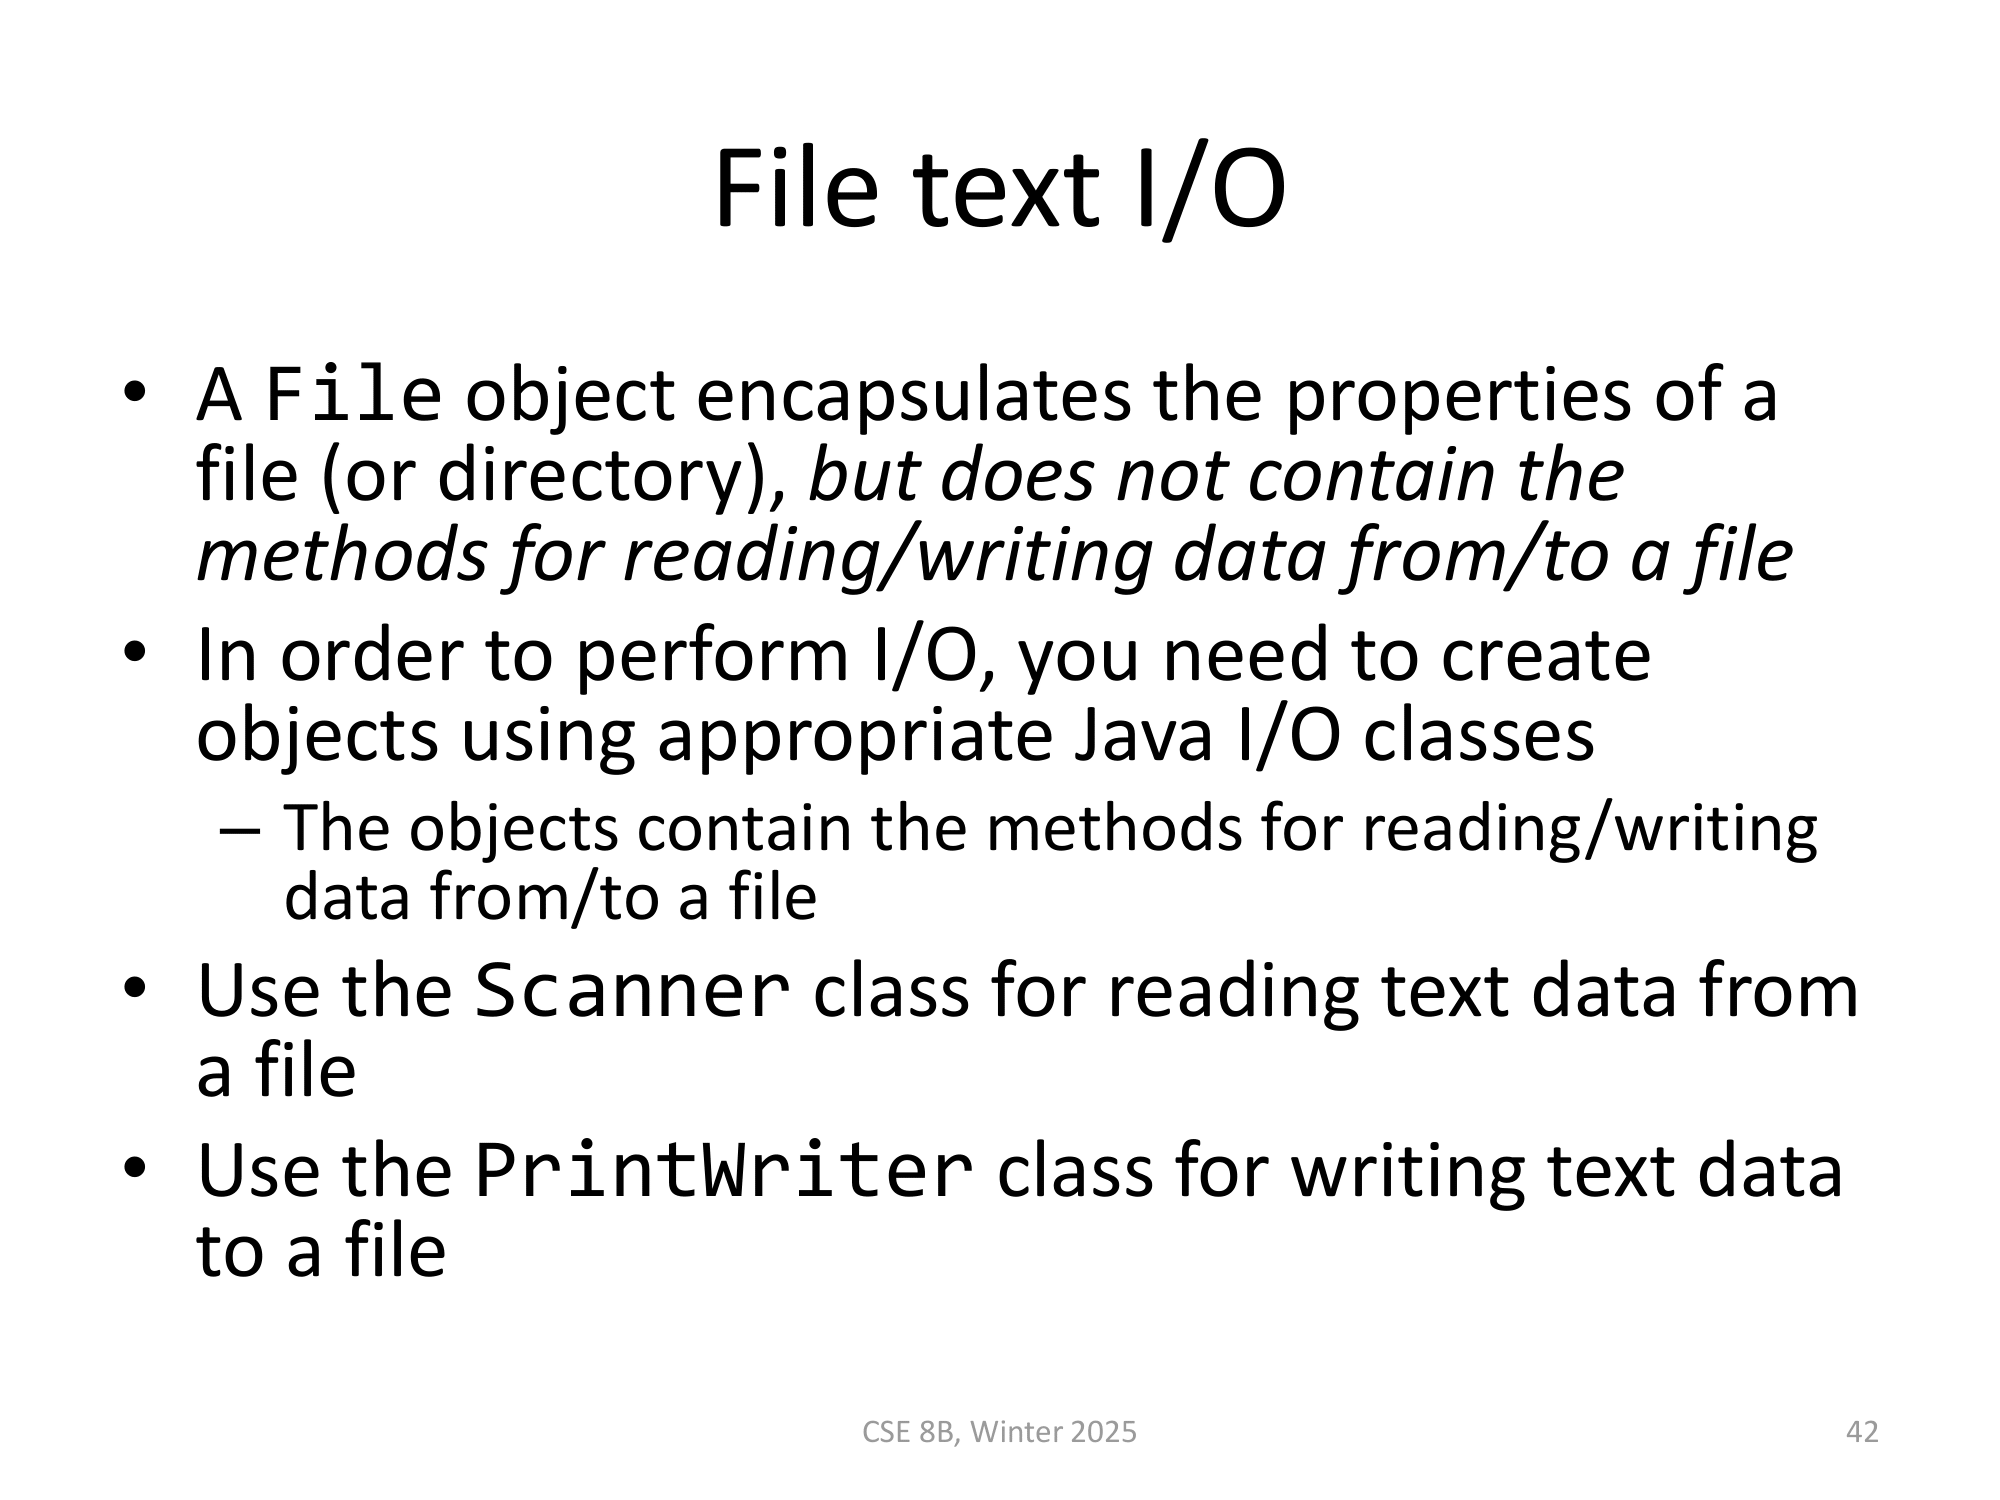 File text I/O
• A File object encapsulates the properties of a
file (or directory), but does not contain the
methods for reading/writing data from/to a file
• In order to perform I/O, you need to create
objects using appropriate Java I/O classes
– The objects contain the methods for reading/writing
data from/to a file
• Use the Scanner class for reading text data from
a file
• Use the PrintWriter class for writing text data
to a file
CSE 8B, Winter 2025
42